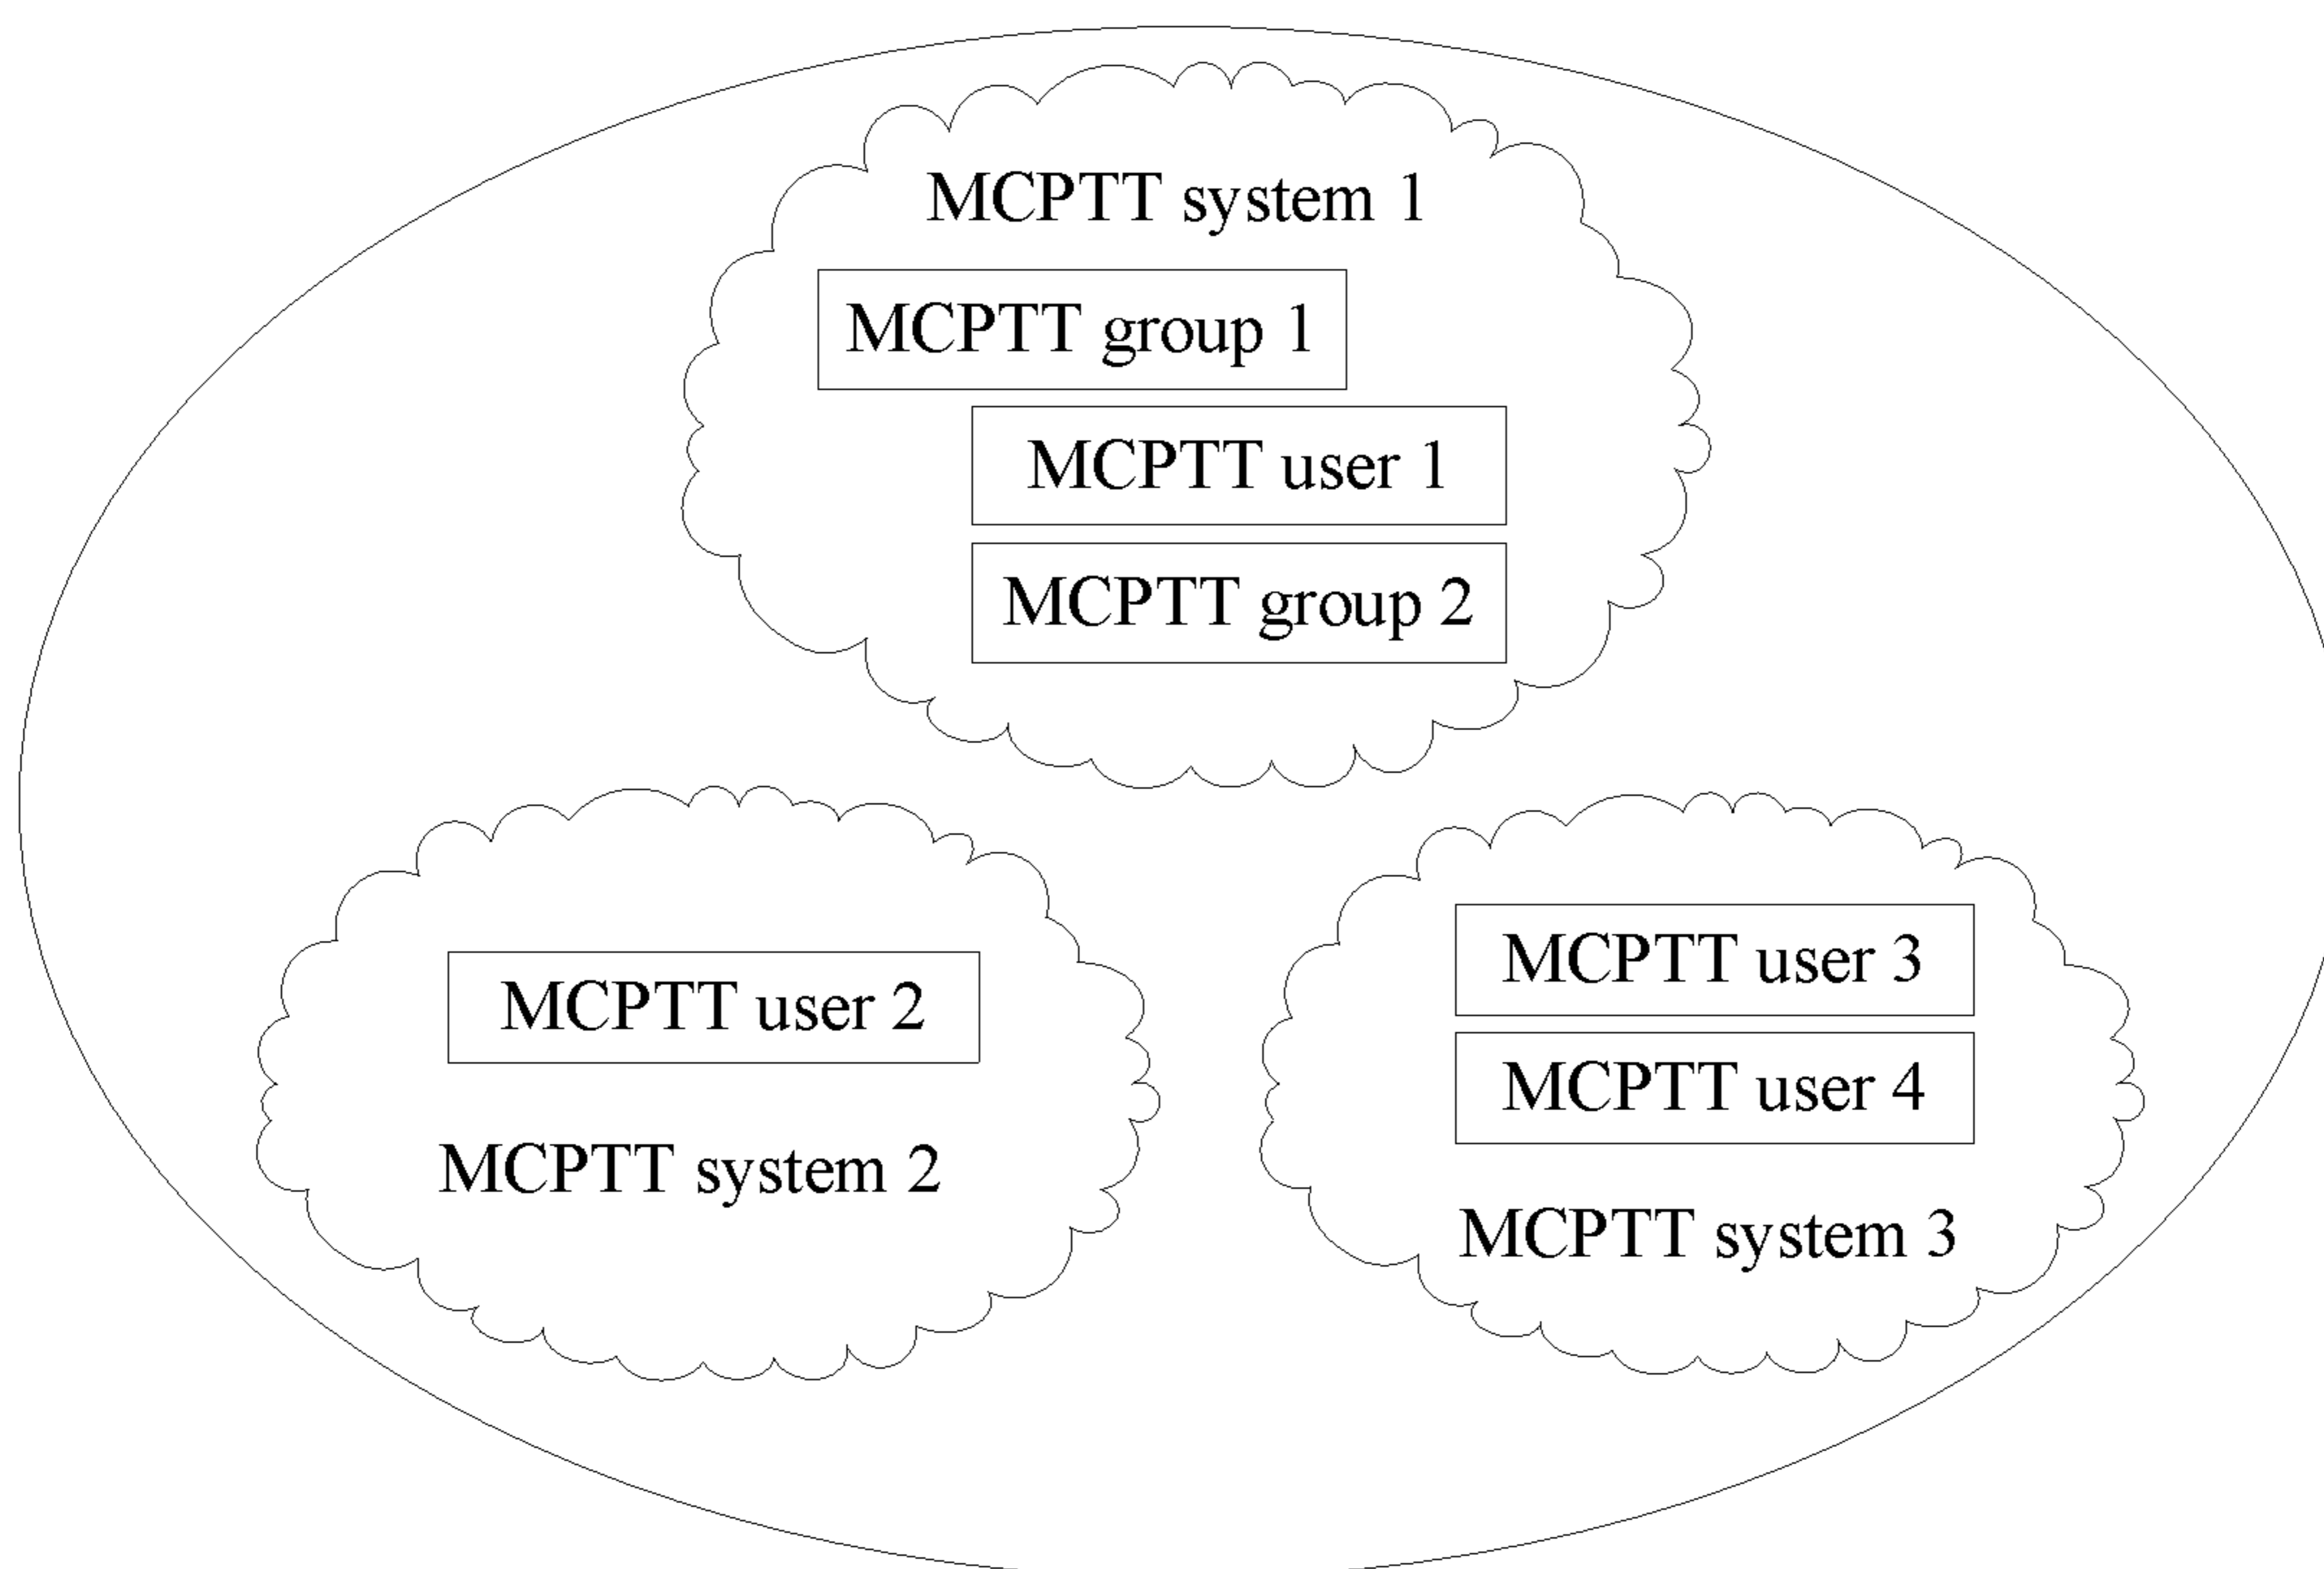 MCPTT system 1
MCPTT group 1
MCPTT user 1
MCPTT group 2
MCPTT user 2
MCPTT system 2
MCPTT user 3
MCPTT user 4
MCPTT system 3